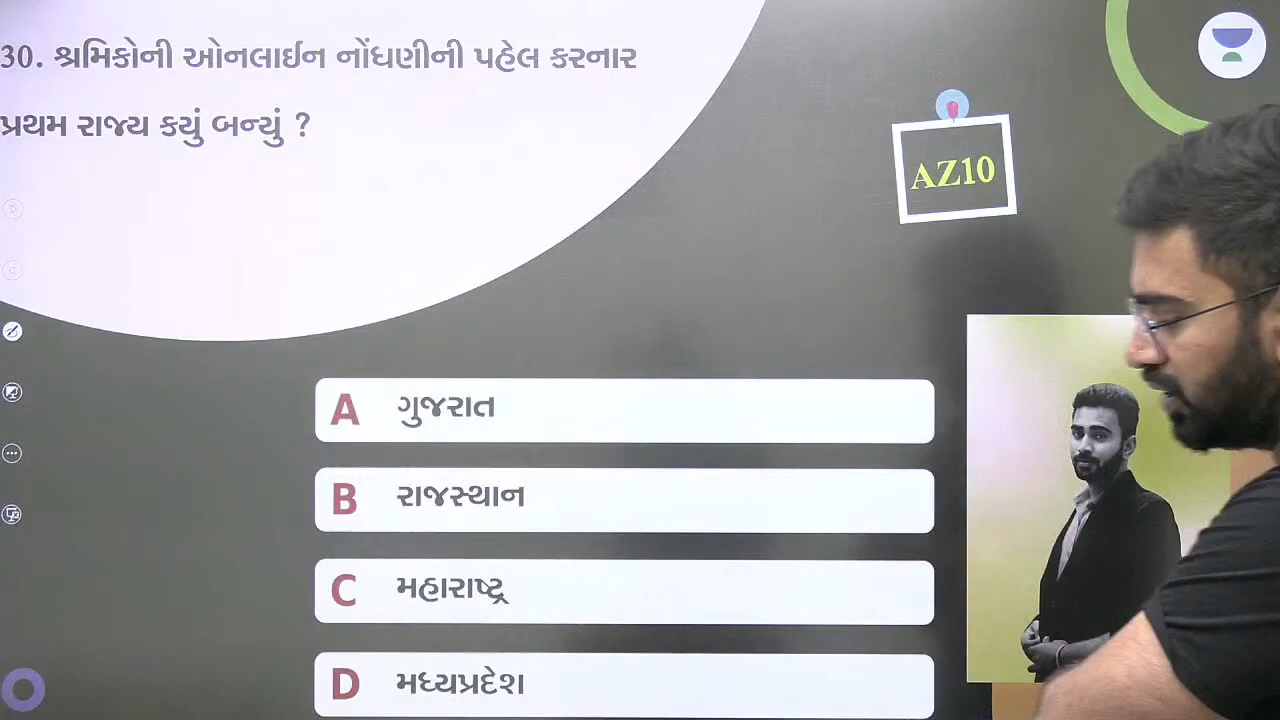 30. શ્રમિકોની ઓનલાઈન નોંધણીની પહેલ કરનાર
પ્રથમ રાજ્ય કયું બન્યું ?
AZ10
A ગુજરાત
B રાજસ્થાન
C મહારાષ્ટ્ર
D મધ્યપ્રદેશ